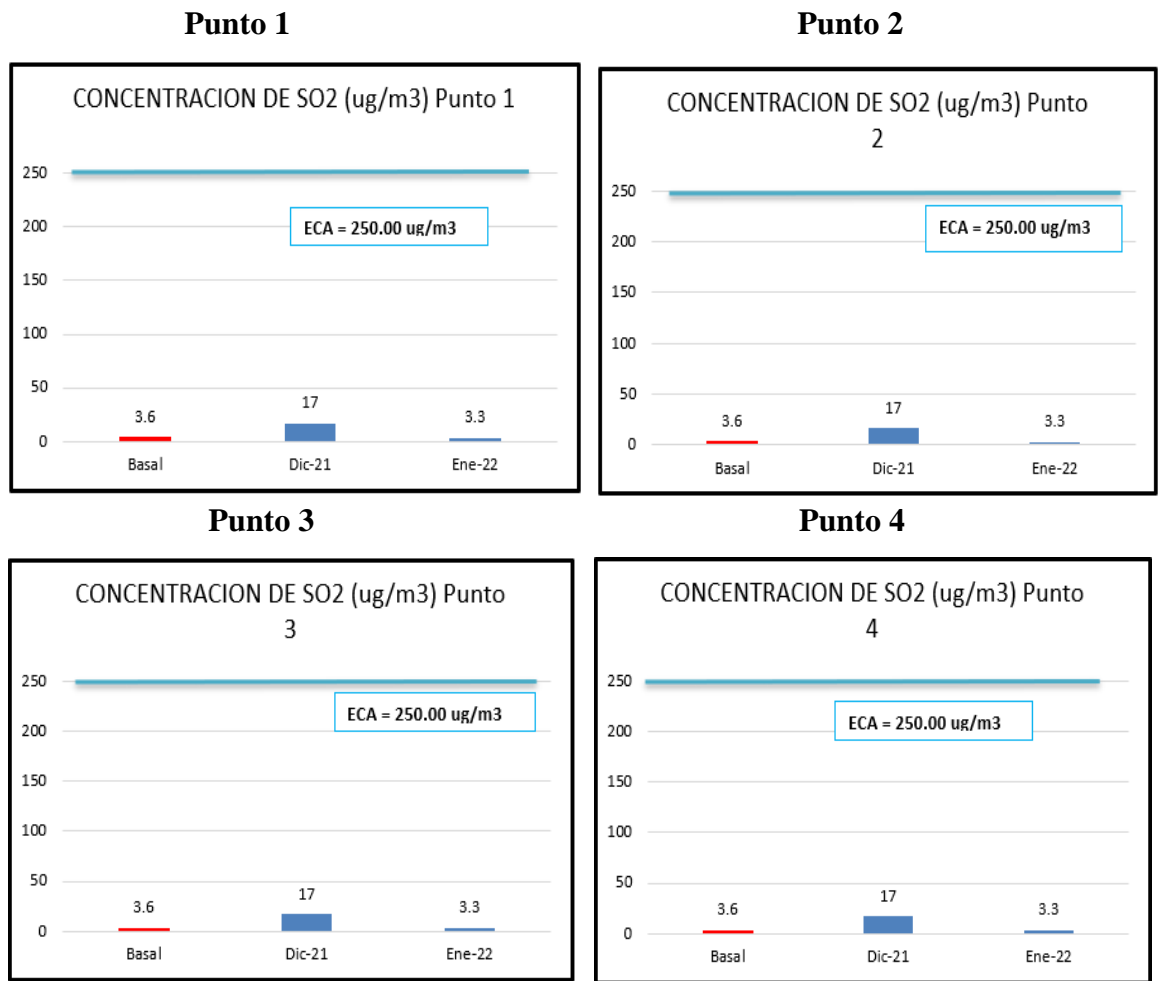 Punto 1
CONCENTRACION DE SO2 (ug/m3) Punto 1
250
200
150
100
50
0
ECA = 250.00 ug/m3
3.6
17
3.3
Basal
Dic-21
Ene-22
Punto 2
CONCENTRACION DE SO2 (ug/m3) Punto
2
250
200
150
100
50
0
ECA = 250.00 ug/m3
3.6
17
3.3
Basal
Dic-21
Ene-22
Punto 3
CONCENTRACION DE SO2 (ug/m3) Punto
3
250
200
150
100
50
0
ECA = 250.00 ug/m3
3.6
17
3.3
Basal
Dic-21
Ene-22
Punto 4
CONCENTRACION DE SO2 (ug/m3) Punto
4
250
200
150
100
50
0
ECA = 250.00 ug/m3
3.6
17
3.3
Basal
Dic-21
Ene-22